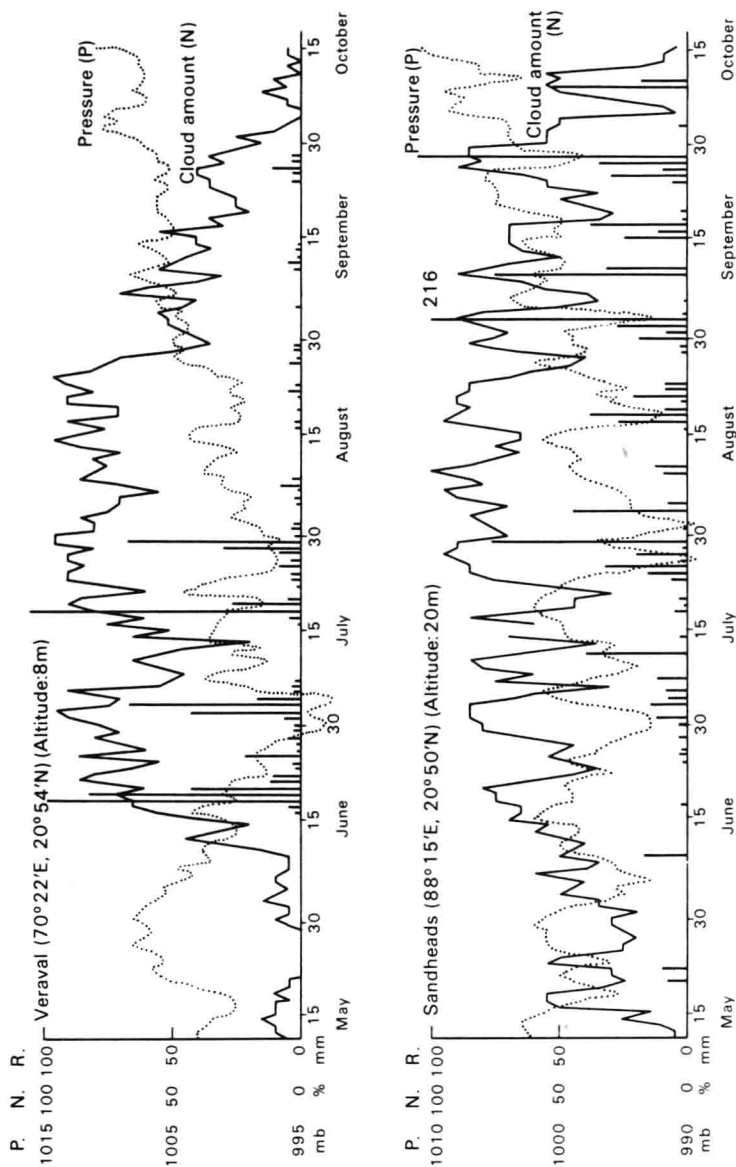 Veraval (70°22'E, 20°54'N) (Altitude:8m)
P. N. R.
1015 100 100
1005 50 50
995 0 0
mb % mm
Pressure (P)
Cloud amount (N)
15 30 15 30 15 30 15 30 15 30 15
May June July August September October
Sandheads (88°15'E, 20°50'N) (Altitude: 20m)
P. N. R.
1010 100 100
1000 50 50
990 0 0
mb % mm
216
Pressure (P)
Cloud amount
(N)
15 30 15 30 15 30 15 30 15 30 15
May June July August September October